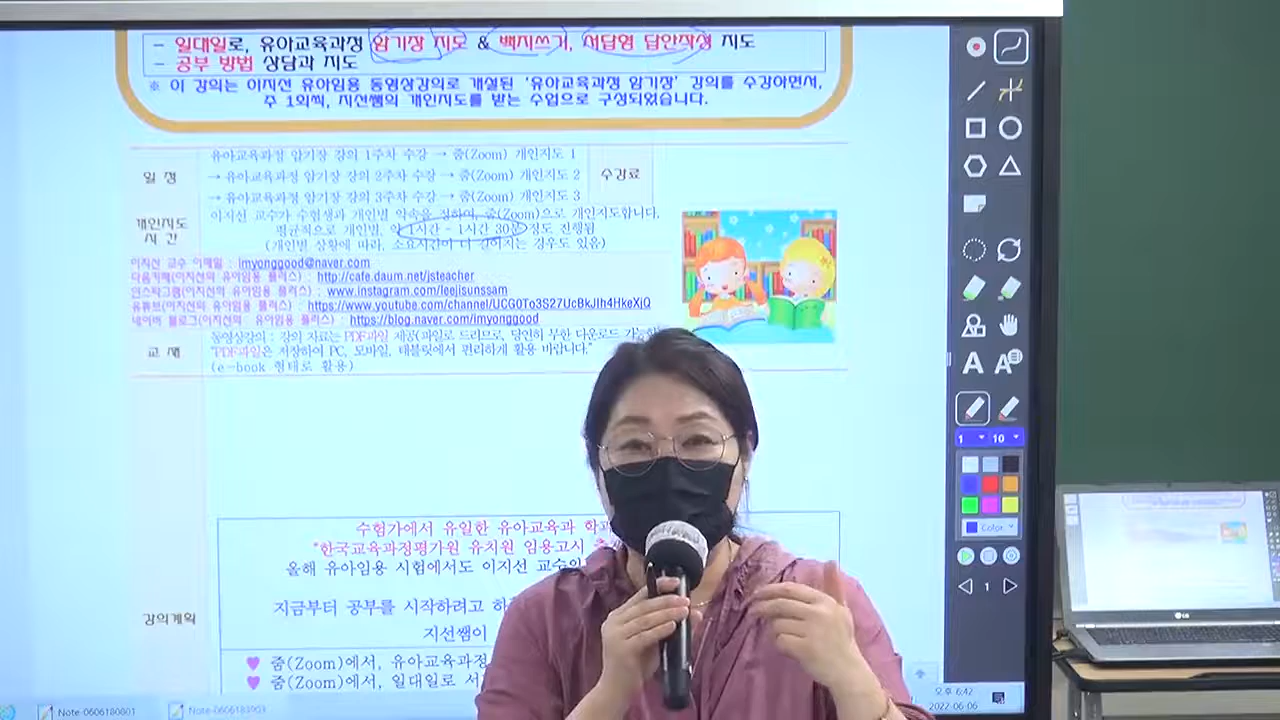 - 일대일로, 유아교육과정 암기장 지도 & 백지쓰기, 서답형 답안작성 지도
- 공부 방법 상담과 지도
※ 이 강의는 이지선 유아임용 동영상강의로 개설된 '유아교육과정 암기장' 강의를 수강하면서,
주 1회씩, 지선쌤의 개인지도를 받는 수업으로 구성되었습니다.
일 정
유아교육과정 암기장 강의 1주차 수강 → 줌(Zoom) 개인지도 1
→ 유아교육과정 암기장 강의 2주차 수강 → 줌(Zoom) 개인지도 2
→ 유아교육과정 암기장 강의 3주차 수강 → 줌(Zoom) 개인지도 3
수강료
개인지도
시 간
이지선 교수가 수험생과 개인별 약속을 정하여, 줌(Zoom)으로 개인지도합니다.
평균적으로 개인별, 약 1시간 - 1시간 30분 정도 진행됨
(개인별 상황에 따라, 소요시간이 더 길어지는 경우도 있음)
이지선 교수 이메일 : imyonggood@naver.com
다음카페(이지선의 유아임용 플러스) : http://cafe.daum.net/jsteacher
인스타그램(이지선의 유아임용 플러스) : www.instagram.com/leejisunssam
유튜브(이지선의 유아임용 플러스) : https://www.youtube.com/channel/UCG0To3S27UcBkJIh4HkeXjQ
네이버 블로그(이지선의 유아임용 플러스) : https://blog.naver.com/imyonggood
교 재
동영상강의 : 강의 자료는 PDF파일 제공(파일로 드리므로, 당연히 무한 다운로드 가능함)
"PDF파일은 저장하여 PC, 모바일, 태블릿에서 편리하게 활용 바랍니다."
(e-book 형태로 활용)
강의계획
수험가에서 유일한 유아교육과
"한국교육과정평가원 유치원 임용고시
올해 유아임용 시험에서도 이지선 교수의
지금부터 공부를 시작하려고
지선쌤이
♥ 줌(Zoom)에서, 유아교육과정
♥ 줌(Zoom)에서, 일대일로
A
A
1
10
Color
1
Note-0606180801
Note-0606183903
오후 6:42
2022-06-06
LG